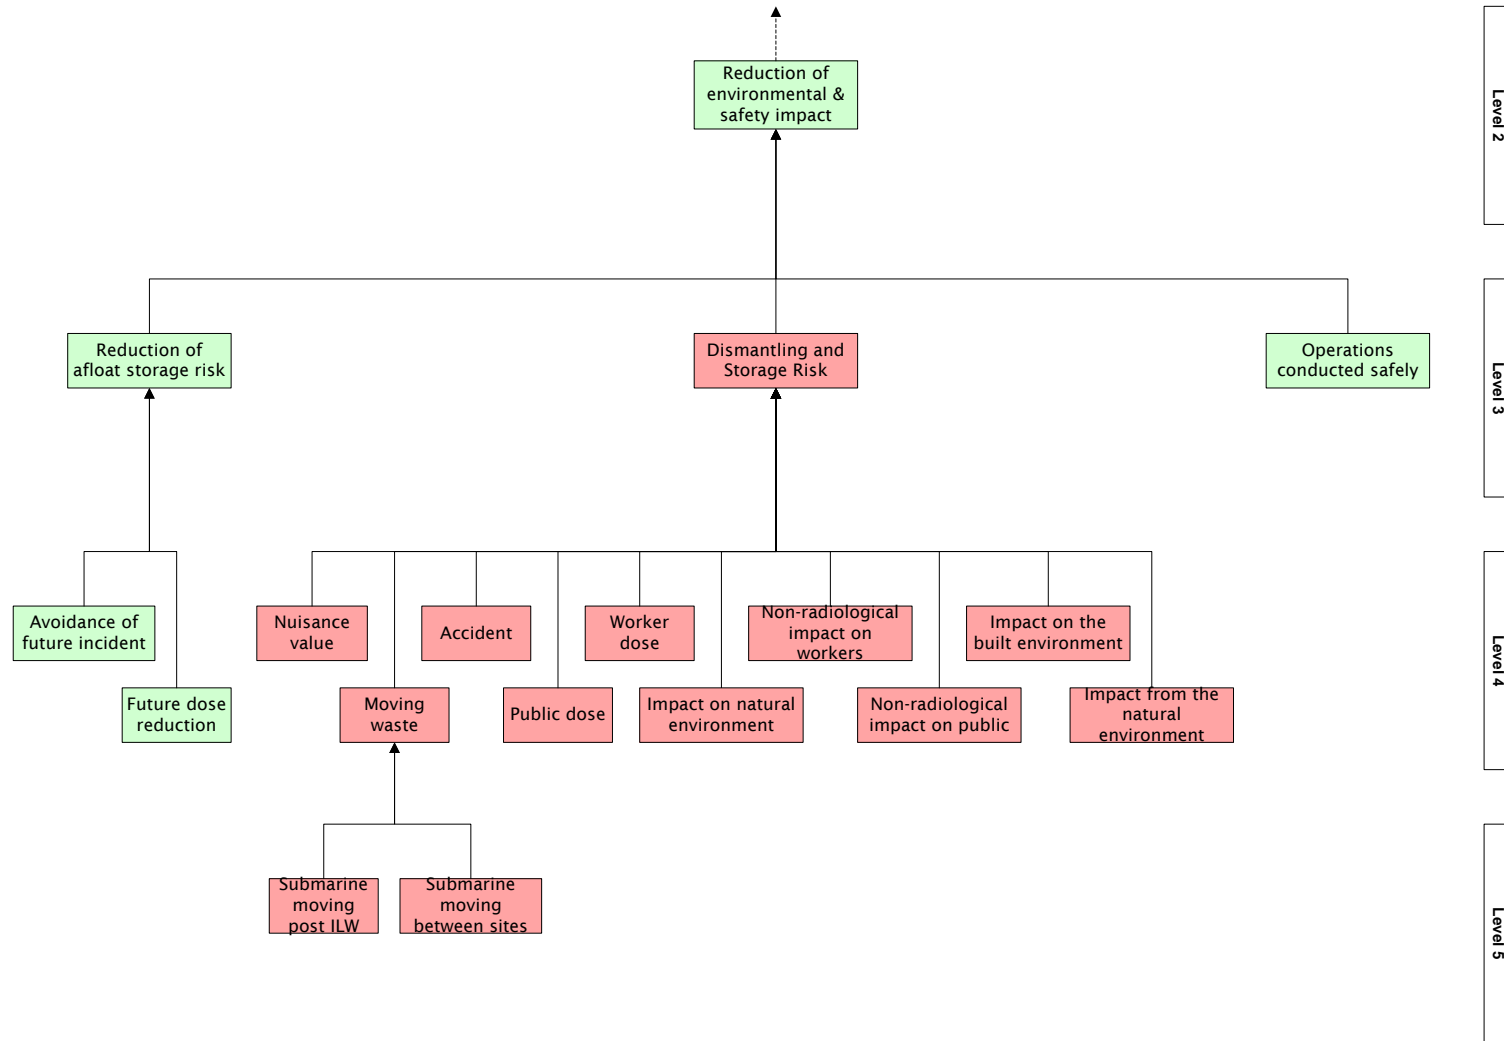 Reduction of
environmental &
safety impact
Level 2
Reduction of
afloat storage risk
Dismantling and
Storage Risk
Operations
conducted safely
Level 3
Avoidance of
future incident
Nuisance
value
Accident
Worker
dose
Non-radiological
impact on
workers
Impact on the
built environment
Future dose
reduction
Moving
waste
Public dose
Impact on natural
environment
Non-radiological
impact on public
Impact from the
natural
environment
Level 4
Submarine
moving
post ILW
Submarine
moving
between sites
Level 5